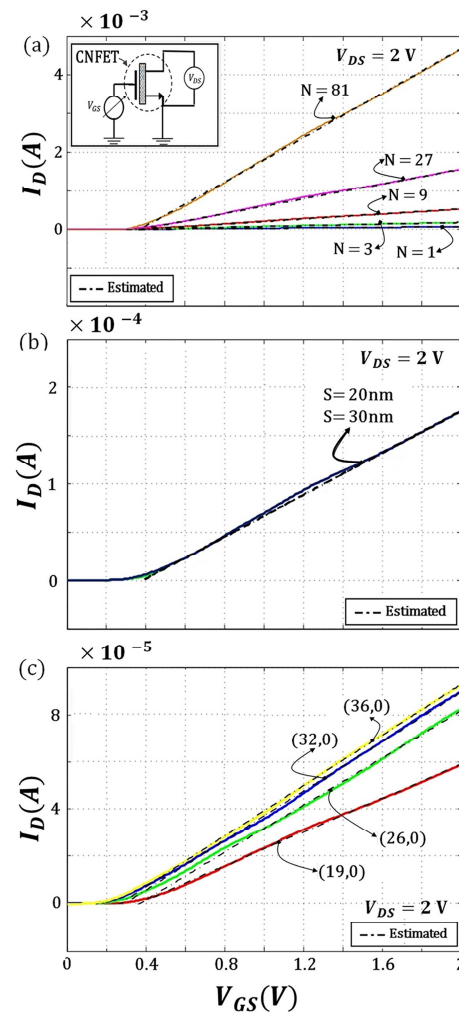 × 10 ⁻³
(a)
CNFET
V_GS
V_DS
V_DS = 2 V
N = 81
N = 27
N = 9
N = 3
N = 1
4
2
0
I_D(A)
Estimated
× 10 ⁻⁴
(b)
V_DS = 2 V
S=20nm
S=30nm
2
1
0
I_D(A)
Estimated
× 10 ⁻⁵
(c)
(36,0)
(32,0)
(26,0)
(19,0)
8
4
0
I_D(A)
V_DS = 2 V
Estimated
0 0.4 0.8 1.2 1.6 2
V_GS(V)